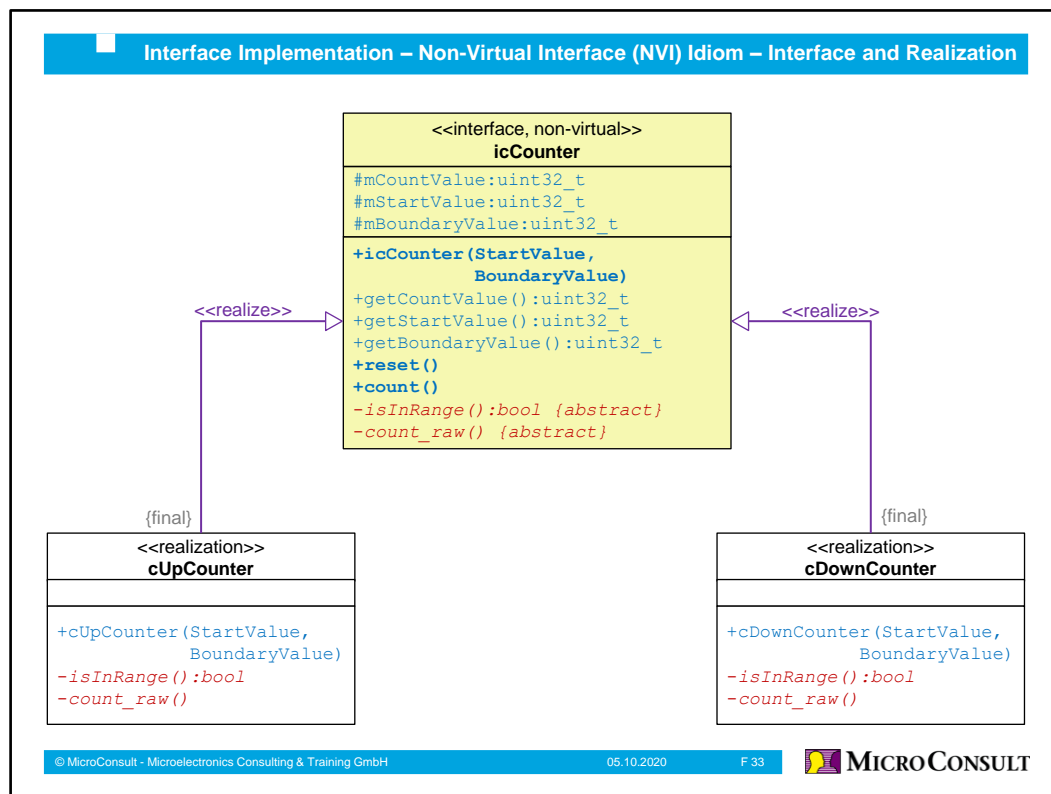 Interface Implementation – Non-Virtual Interface (NVI) Idiom – Interface and Realization
<<interface, non-virtual>>
icCounter
#mCountValue:uint32_t
#mStartValue:uint32_t
#mBoundaryValue:uint32_t
+icCounter(StartValue,
BoundaryValue)
+getCountValue():uint32_t
+getStartValue():uint32_t
+getBoundaryValue():uint32_t
+reset()
+count()
-isInRange():bool {abstract}
-count_raw() {abstract}
<<realize>>
<<realize>>
{final}
{final}
<<realization>>
cUpCounter
+cUpCounter(StartValue,
BoundaryValue)
-isInRange():bool
-count_raw()
<<realization>>
cDownCounter
+cDownCounter(StartValue,
BoundaryValue)
-isInRange():bool
-count_raw()
© MicroConsult - Microelectronics Consulting & Training GmbH
05.10.2020
F 33
MICROCONSULT